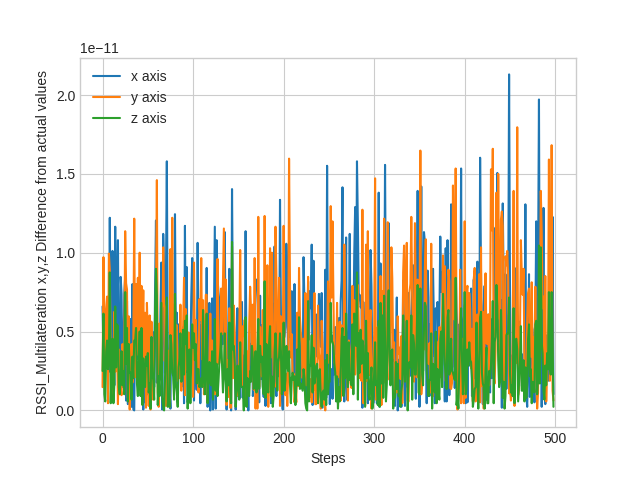 1e−11
x axis
y axis
z axis
2.0
1.5
1.0
0.5
0.0
RSSI_Multilateration x,y,z Difference from actual values
0 100 200 300 400 500
Steps